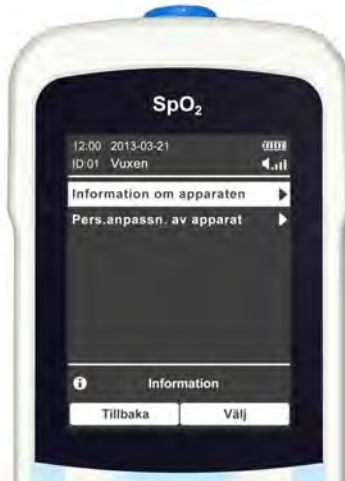 SpO₂
12:00 2013-03-21
ID:01 Vuxen
Information om apparaten
Pers.anpassn. av apparat
Information
Tillbaka Välj